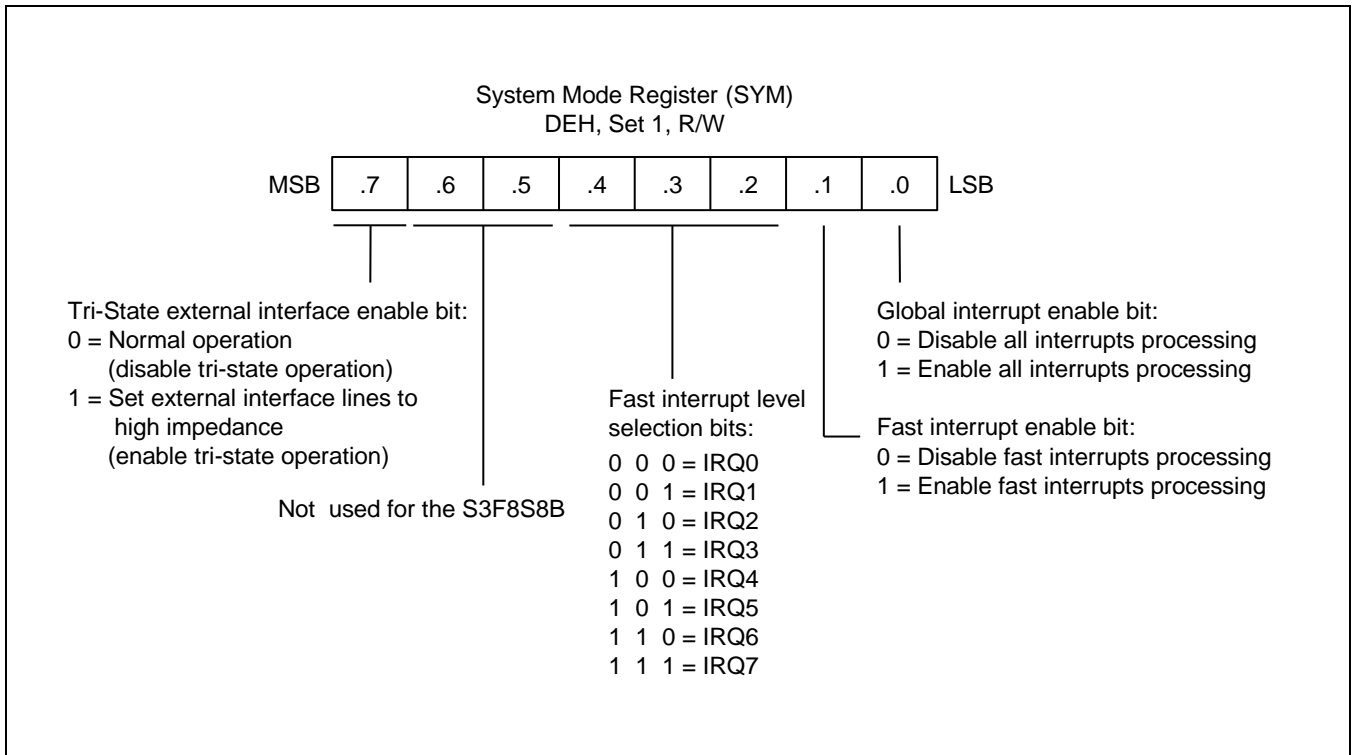 System Mode Register (SYM)
DEH, Set 1, R/W
MSB .7 .6 .5 .4 .3 .2 .1 .0 LSB
Tri-State external interface enable bit:
0 = Normal operation
(disable tri-state operation)
1 = Set external interface lines to
high impedance
(enable tri-state operation)
Not used for the S3F8S8B
Fast interrupt level
selection bits:
0 0 0 = IRQ0
0 0 1 = IRQ1
0 1 0 = IRQ2
0 1 1 = IRQ3
1 0 0 = IRQ4
1 0 1 = IRQ5
1 1 0 = IRQ6
1 1 1 = IRQ7
Global interrupt enable bit:
0 = Disable all interrupts processing
1 = Enable all interrupts processing
Fast interrupt enable bit:
0 = Disable fast interrupts processing
1 = Enable fast interrupts processing